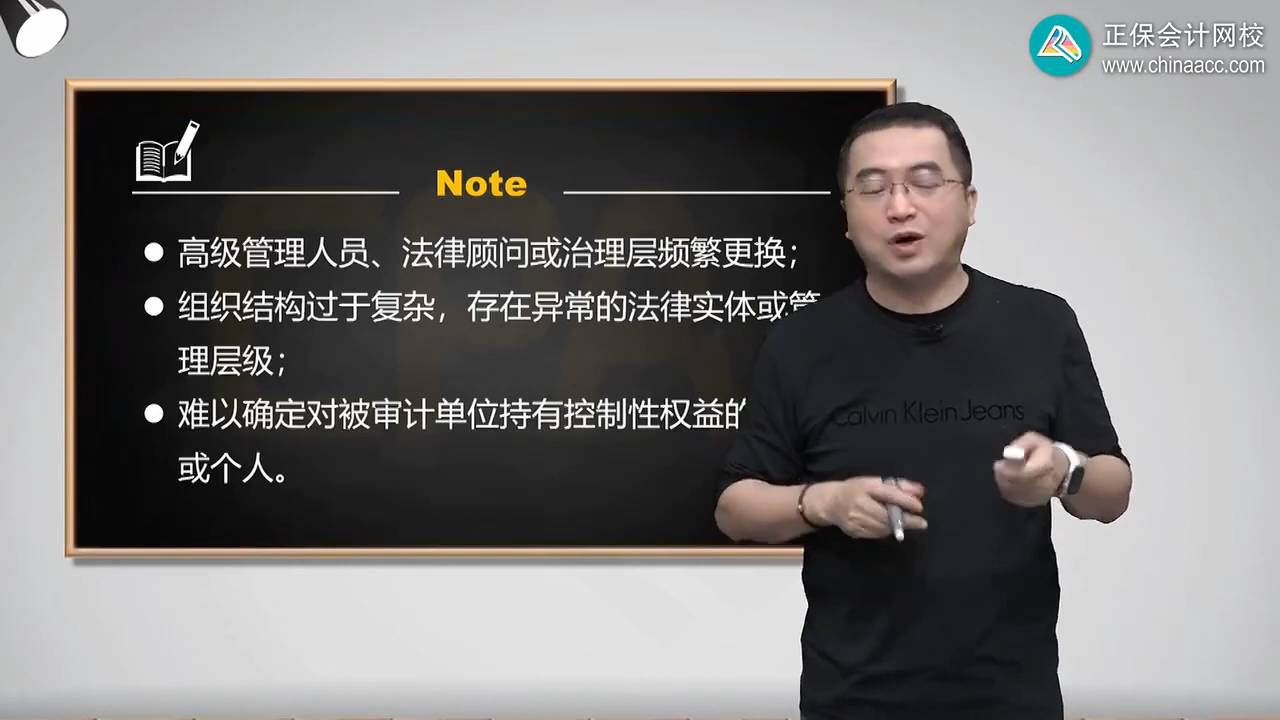 正保会计网校
www.chinaacc.com
Note
高级管理人员、法律顾问或治理层频繁更换；
组织结构过于复杂，存在异常的法律实体或管
理层级；
难以确定对被审计单位持有控制性权益的
或个人。
Calvin Klein Jeans